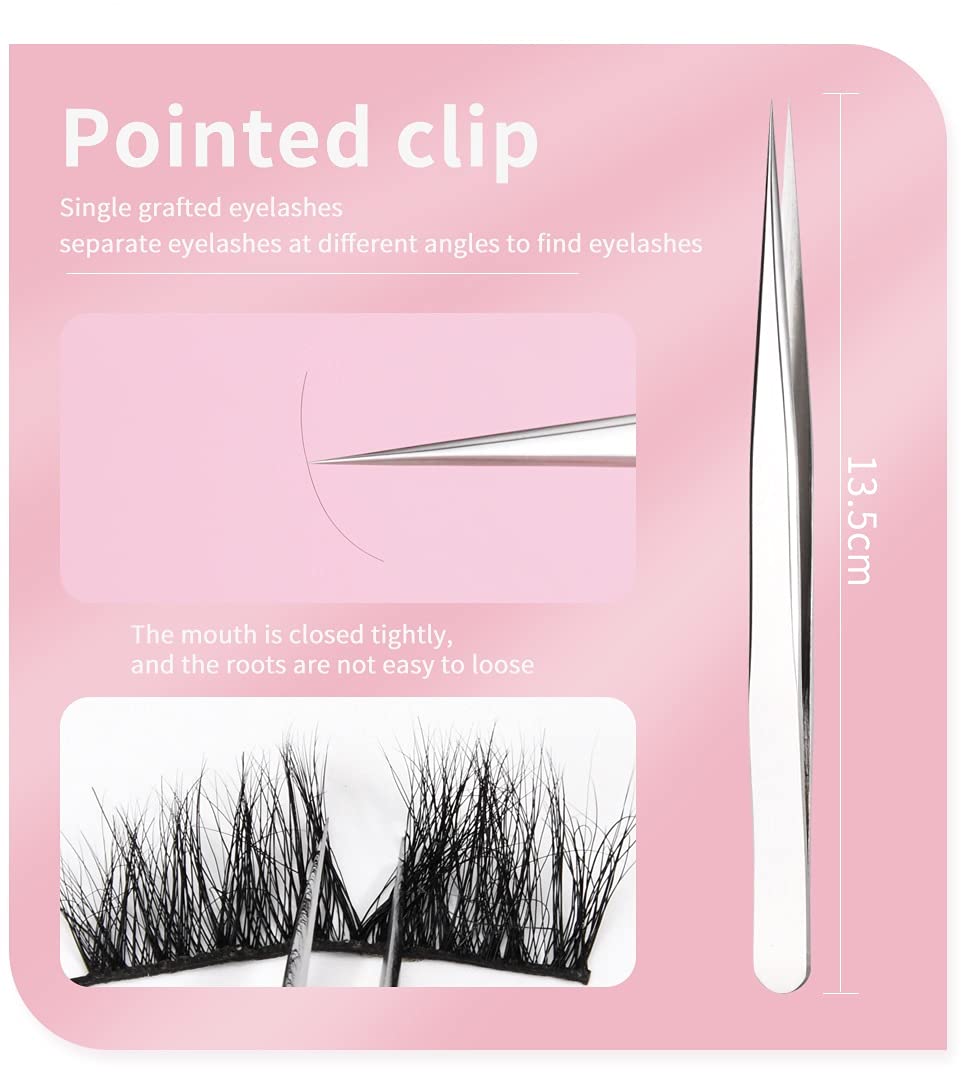 Pointed clip
Single grafted eyelashes
separate eyelashes at different angles to find eyelashes
13.5cm
The mouth is closed tightly,
and the roots are not easy to loose